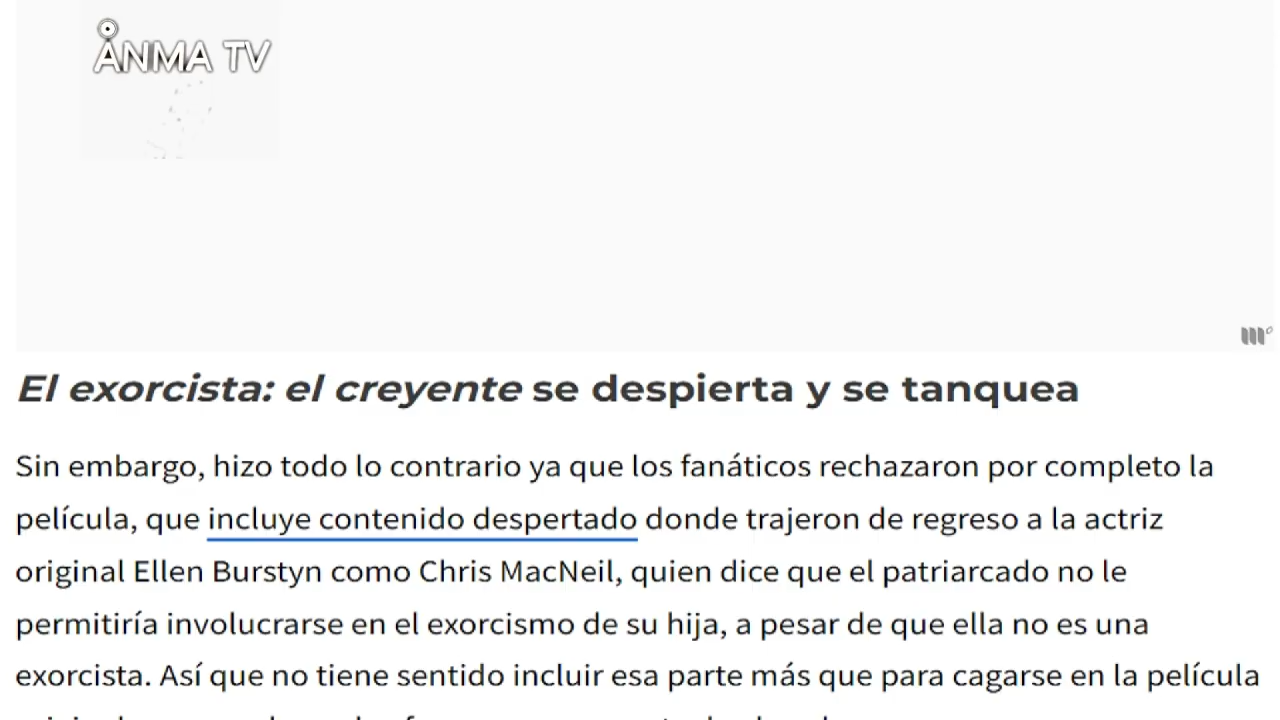 ANMA TV
El exorcista: el creyente se despierta y se tanquea
Sin embargo, hizo todo lo contrario ya que los fanáticos rechazaron por completo la
película, que incluye contenido despertado donde trajeron de regreso a la actriz
original Ellen Burstyn como Chris MacNeil, quien dice que el patriarcado no le
permitiría involucrarse en el exorcismo de su hija, a pesar de que ella no es una
exorcista. Así que no tiene sentido incluir esa parte más que para cagarse en la película